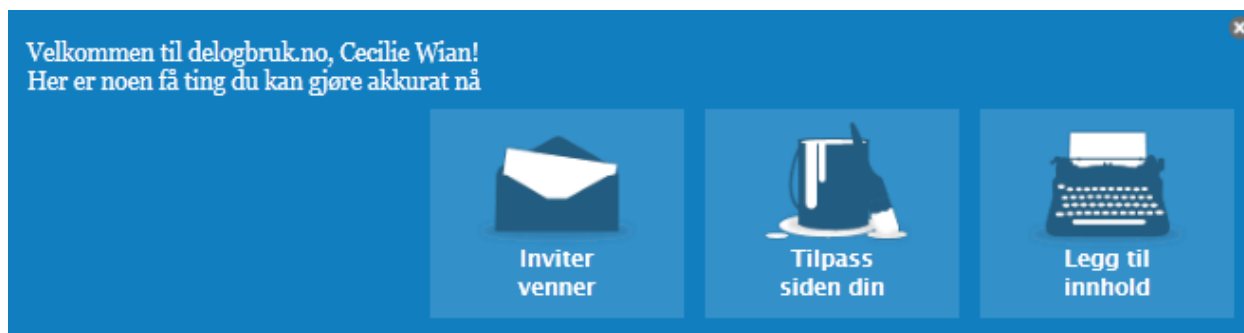 Velkommen til delogbruk.no, Cecilie Wian!
Her er noen få ting du kan gjøre akkurat nå
Inviter
venner
Tilpass
siden din
Legg til
innhold